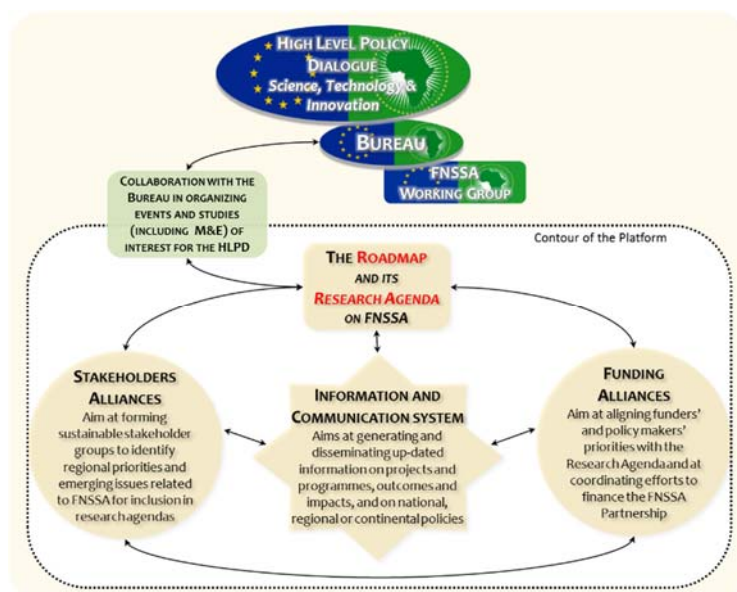 HIGH LEVEL POLICY
DIALOGUE
Science, Technology &
Innovation
BUREAU
FNSSA
WORKING GROUP
COLLABORATION WITH THE
BUREAU IN ORGANIZING
EVENTS AND STUDIES
(INCLUDING M&E) OF
INTEREST FOR THE HLPD
Contour of the Platform
THE ROADMAP
AND ITS
RESEARCH AGENDA
ON FNSSA
STAKEHOLDERS
ALLIANCES
Aim at forming
sustainable stakeholder
groups to identify
regional priorities and
emerging issues related
to FNSSA for inclusion in
research agendas
INFORMATION AND
COMMUNICATION SYSTEM
Aims at generating and
disseminating up-dated
information on projects and
programmes, outcomes and
impacts, and on national,
regional or continental policies
FUNDING
ALLIANCES
Aim at aligning funders'
and policy makers'
priorities with the
Research Agenda and at
coordinating efforts to
finance the FNSSA
Partnership